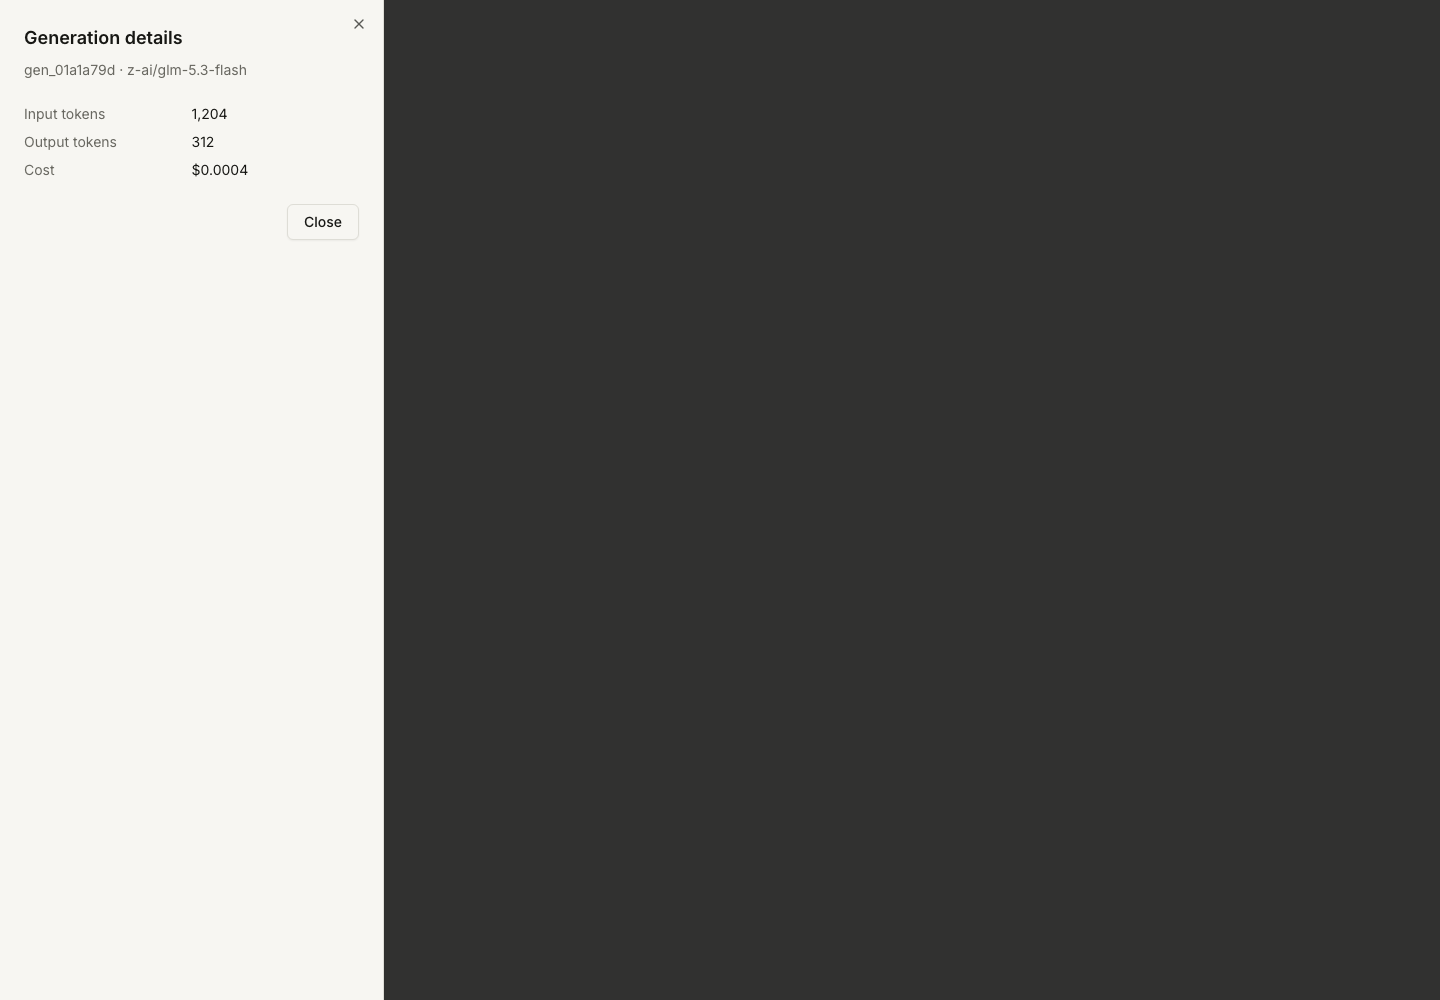 Generation details
gen_01a1a79d · z-ai/glm-5.3-flash
Input tokens 1,204
Output tokens 312
Cost $0.0004
Close